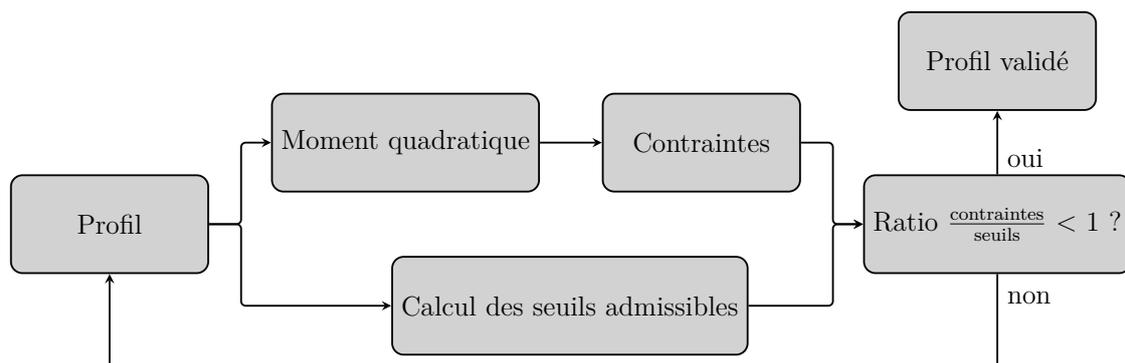 Profil validé
Moment quadratique
Contraintes
oui
Profil
Ratio contraintes/seuils < 1 ?
Calcul des seuils admissibles
non